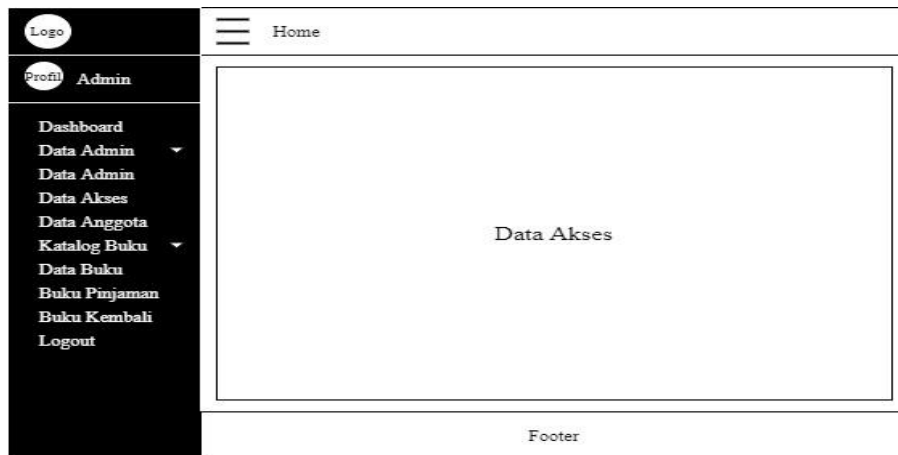 Logo
Home
Profil
Admin
Dashboard
Data Admin
Data Admin
Data Akses
Data Anggota
Katalog Buku
Data Buku
Buku Pinjaman
Buku Kembali
Logout
Data Akses
Footer